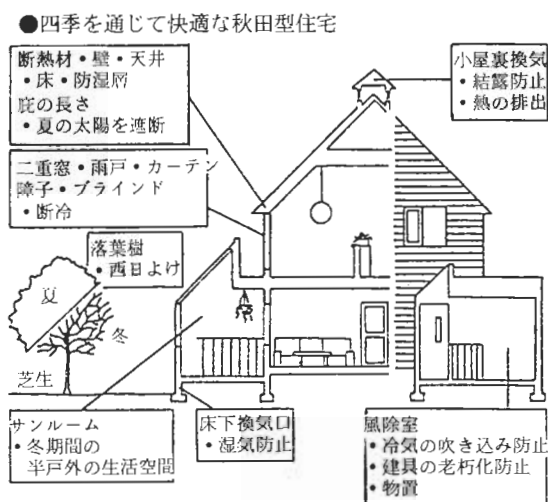 ●四季を通じて快適な秋田型住宅
断熱材・壁・天井
・床・防湿層
庇の長さ
・夏の太陽を遮断
小屋裏換気
・結露防止
・熱の排出
二重窓・雨戸・カーテン
障子・ブラインド
・断冷
落葉樹
・西日よけ
夏
冬
芝生
サンルーム
・冬期間の
半戸外の生活空間
床下換気口
・湿気防止
風除室
・冷気の吹き込み防止
・建具の老朽化防止
・物置